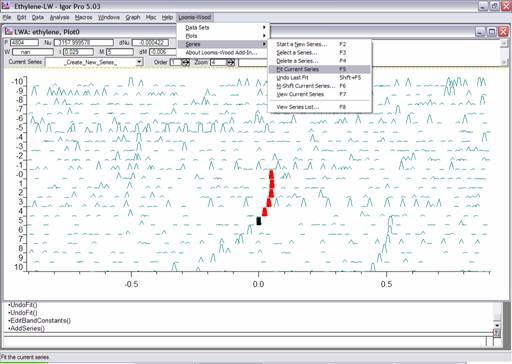 Ethylene-LW - Igor Pro 5.03
File Edit Data Analysis Macros Windows Graph Misc Help Loomis-Wood
LWA: ethylene, Plot0
P 4804 Nu 3157.999578 dNu -0.000422
W nan I 0.029 M 5 dM -0.006
Current Series _Create_New_Series_ Order 1 Zoom 4
Data Sets
Plots
Series
About Loomis-Wood Add-In...
Start a New Series... F2
Select a Series... F3
Delete a Series... F4
Fit Current Series F5
Undo Last Fit Shift+F5
M-Shift Current Series... F6
View Current Series F7
View Series List... F8
-10
-9
-8
-7
-6
-5
-4
-3
-2
-1
-0
1
2
3
4
5
6
7
8
9
10
-0.5
0.0
0.5
•UndoFit()
•UndoFit()
•EditBandConstants()
•AddSeries()
Fit the current series.